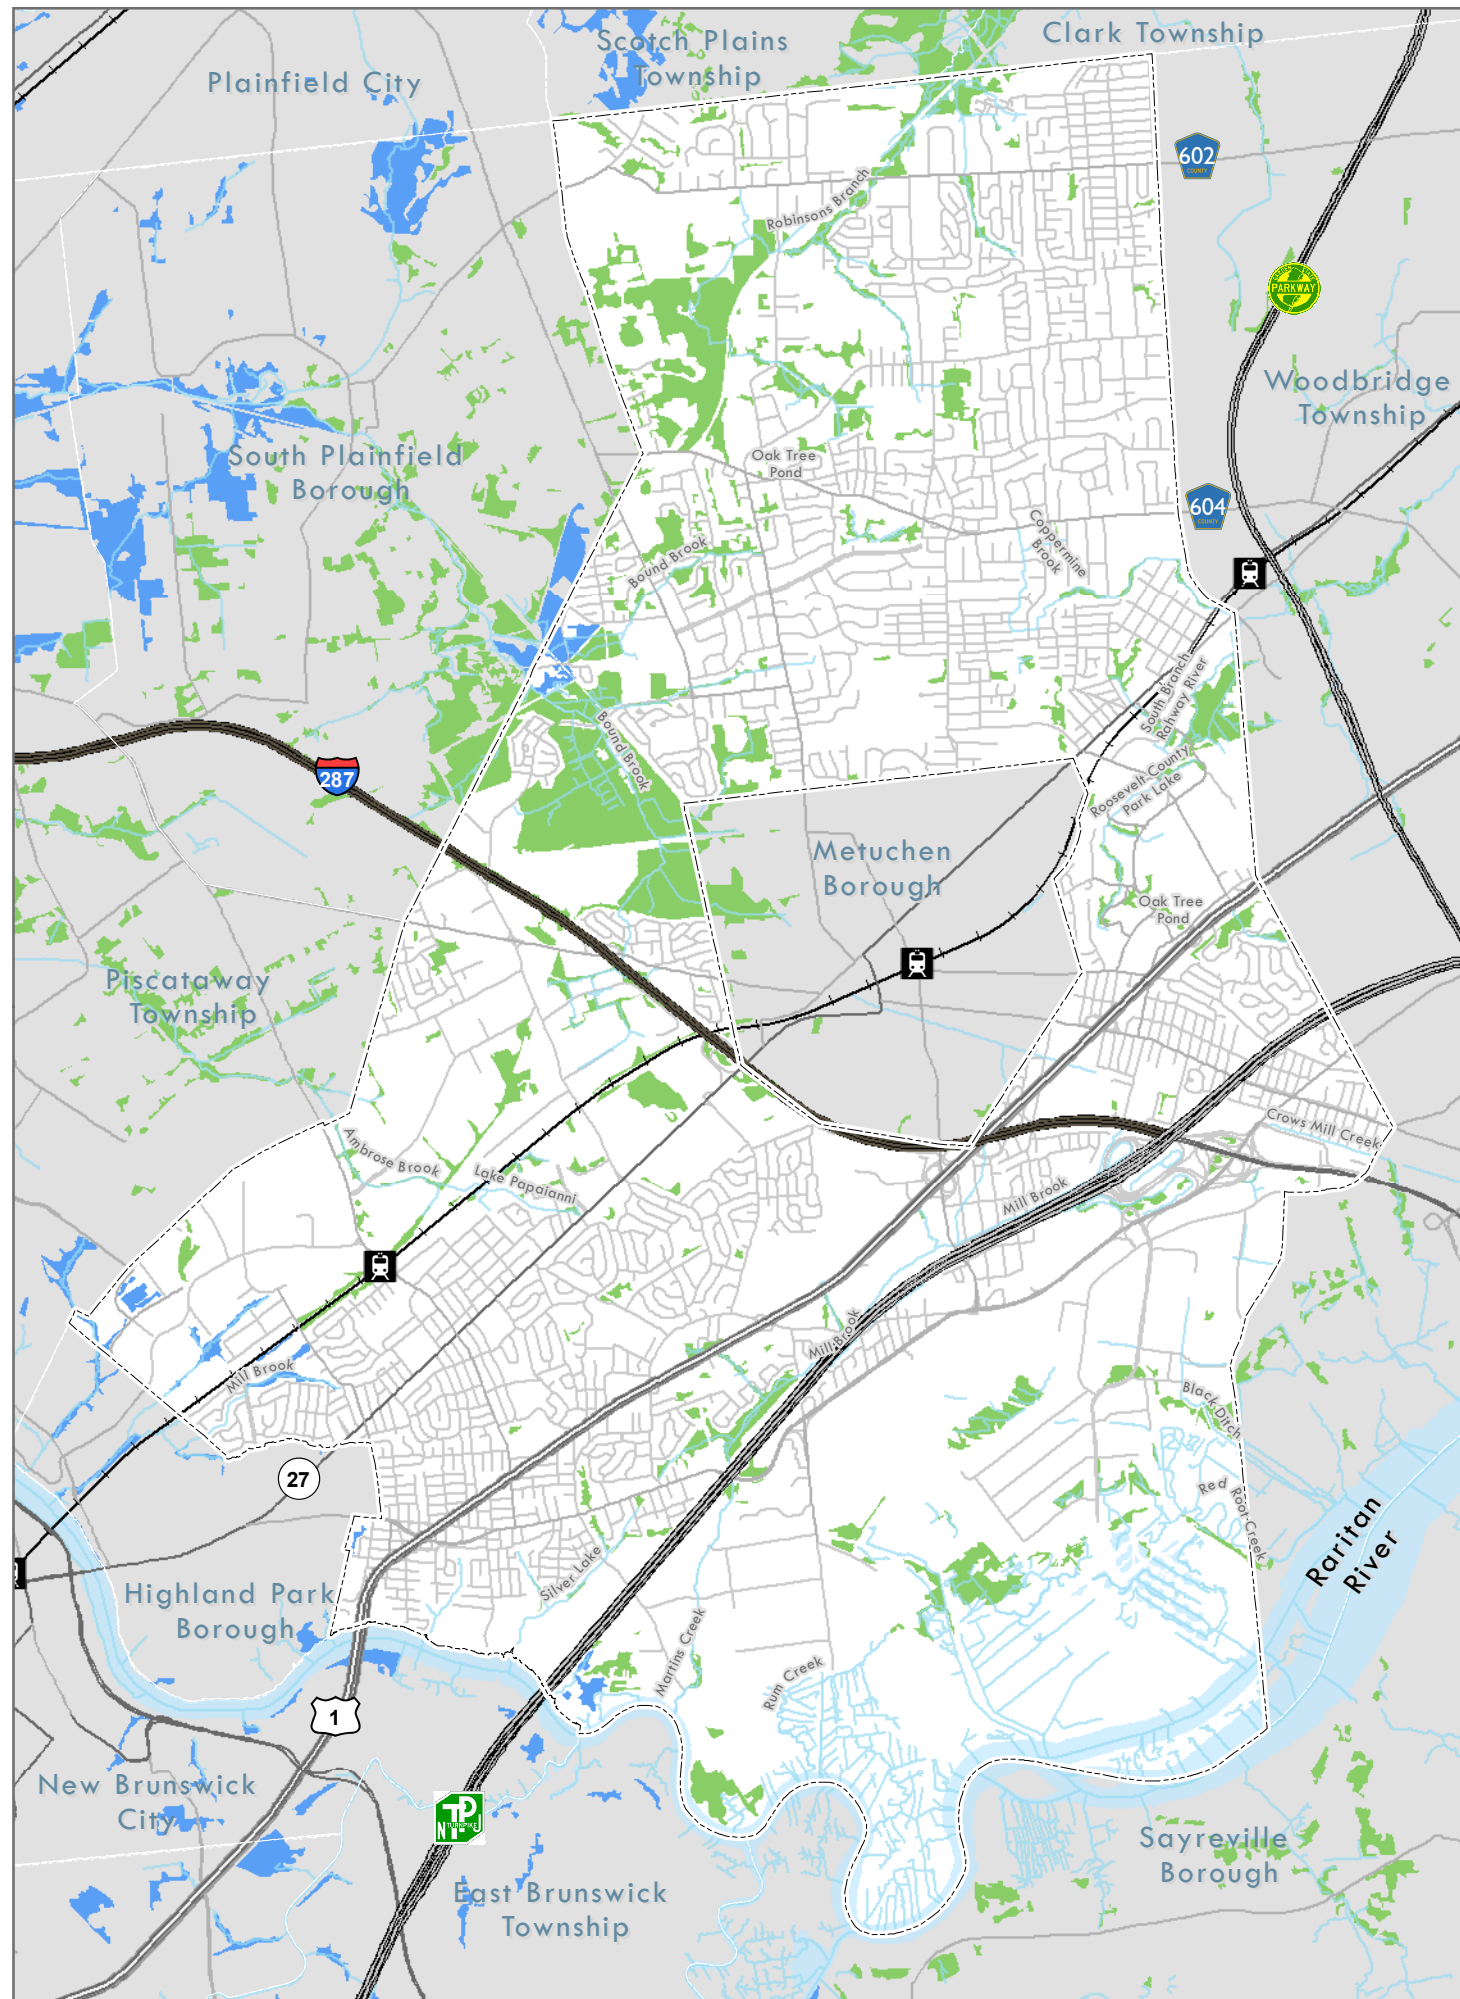 Scotch Plains
Township
Clark Township
Plainfield City
602
COUNTY
Robinsons Branch
PARKWAY
Woodbridge
Township
South Plainfield
Borough
Oak Tree
Pond
604
COUNTY
Coppermine
Brook
Bound Brook
South Branch
Rahway River
Bound Brook
287
Roosevelt County
Park Lake
Metuchen
Borough
Oak Tree
Pond
Piscataway
Township
Crows Mill Creek
Ambrose Brook
Lake Papaianni
Mill Brook
Mill Brook
Mill Brook
Black Ditch
27
Red Root Creek
Raritan
River
Silver Lake
Highland Park
Borough
Martins Creek
Rum Creek
1
New Brunswick
City
NJTP
TURNPIKE
Sayreville
Borough
East Brunswick
Township